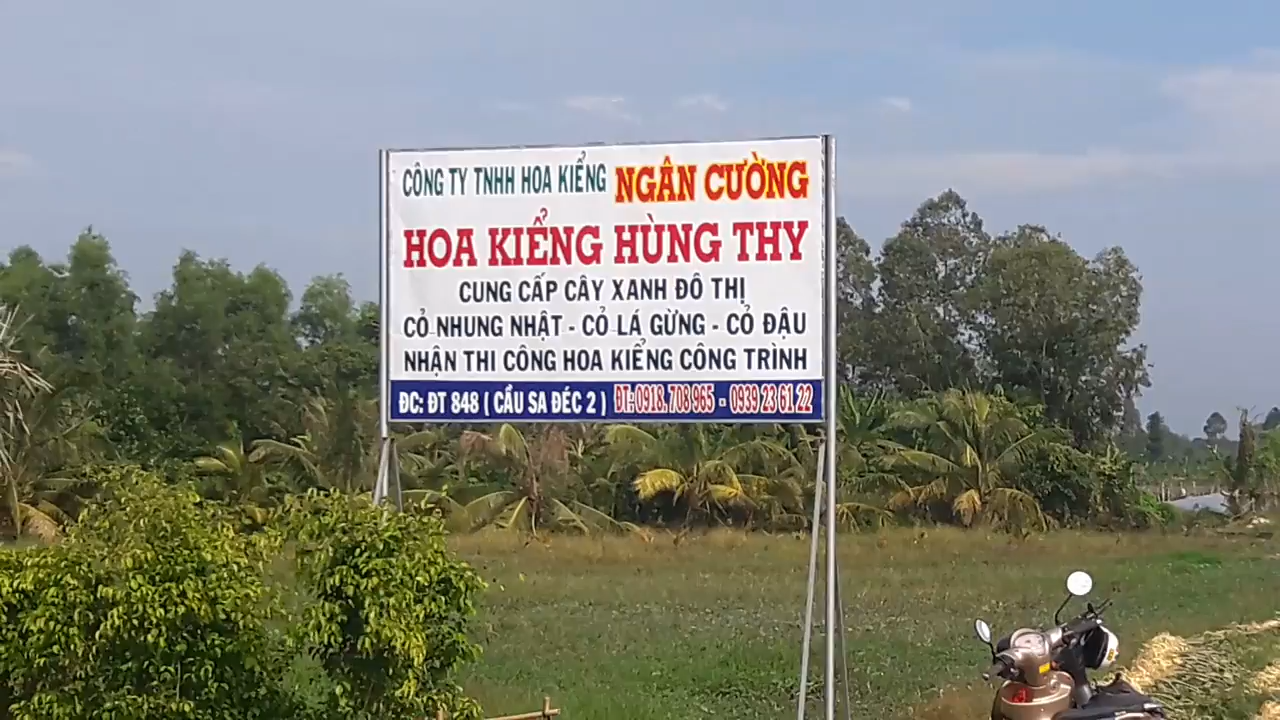 CÔNG TY TNHH HOA KIỂNG NGÂN CƯỜNG
HOA KIỂNG HÙNG THY
CUNG CẤP CÂY XANH ĐÔ THỊ
CỎ NHUNG NHẬT - CỎ LÁ GỪNG - CỎ ĐẬU
NHẬN THI CÔNG HOA KIỂNG CÔNG TRÌNH
ĐC: ĐT 848 ( CẦU SA ĐÉC 2 ) ĐT: 0918.708 965 - 0939 23 61 22